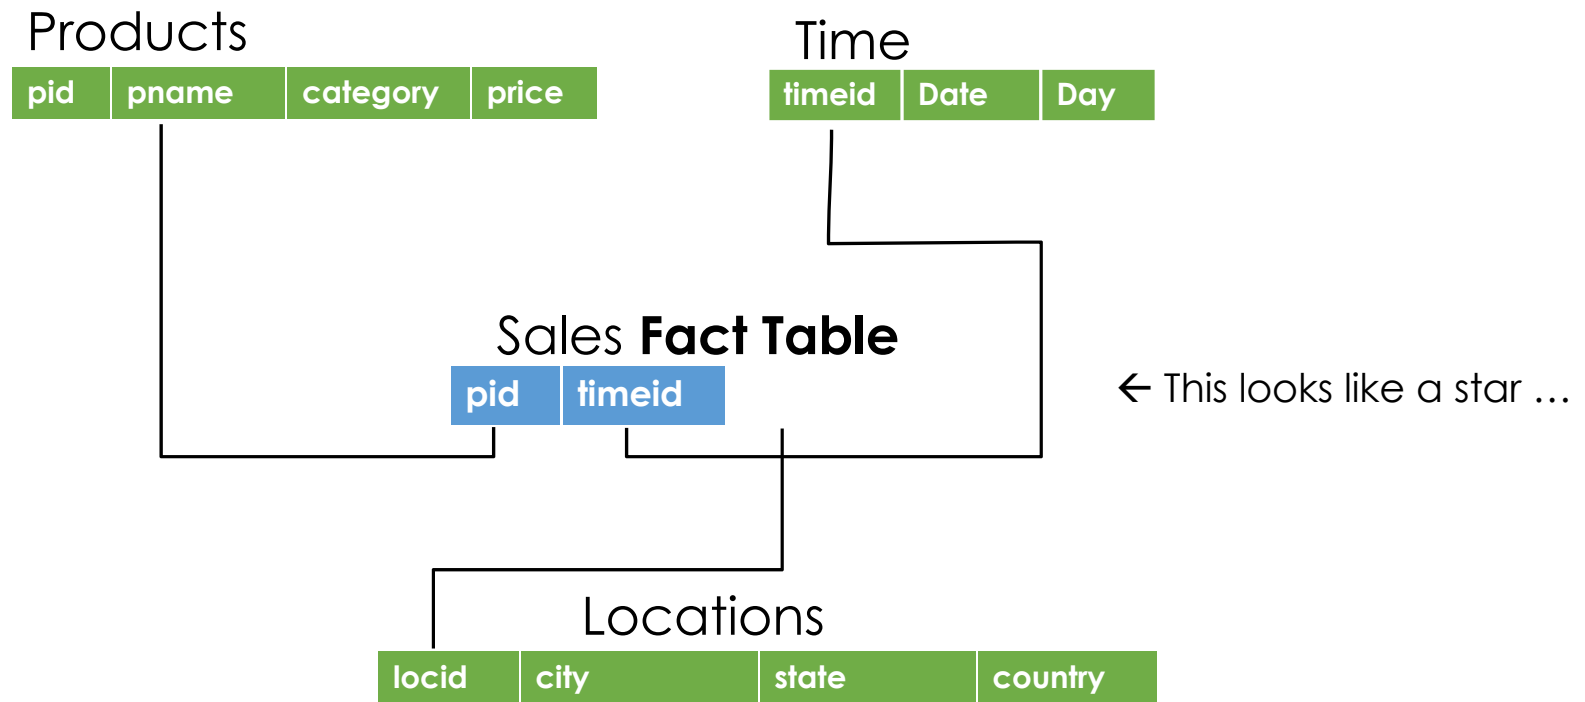 Products
pid pname category price
Time
timeid Date Day
Sales Fact Table
pid timeid
← This looks like a star ...
Locations
locid city state country